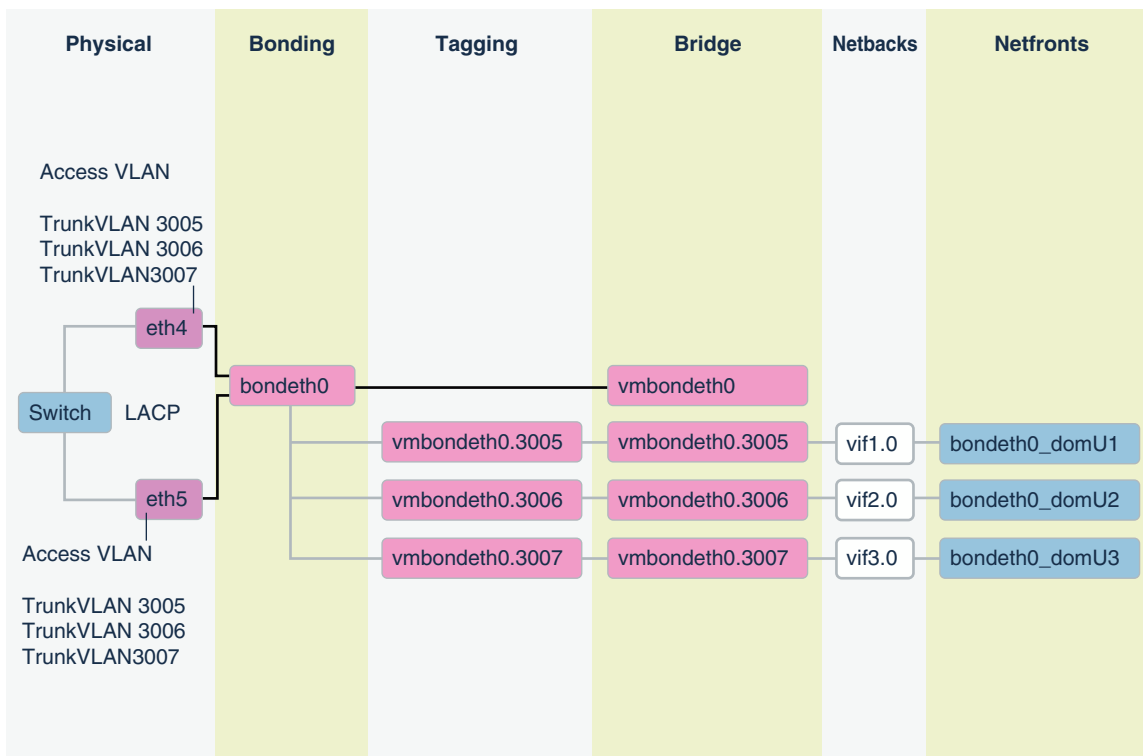 Physical
Bonding
Tagging
Bridge
Netbacks
Netfronts
Access VLAN
TrunkVLAN 3005
TrunkVLAN 3006
TrunkVLAN3007
eth4
bondeth0
vmbondeth0
Switch
LACP
vmbondeth0.3005
vmbondeth0.3005
vif1.0
bondeth0_domU1
eth5
vmbondeth0.3006
vmbondeth0.3006
vif2.0
bondeth0_domU2
Access VLAN
vmbondeth0.3007
vmbondeth0.3007
vif3.0
bondeth0_domU3
TrunkVLAN 3005
TrunkVLAN 3006
TrunkVLAN3007